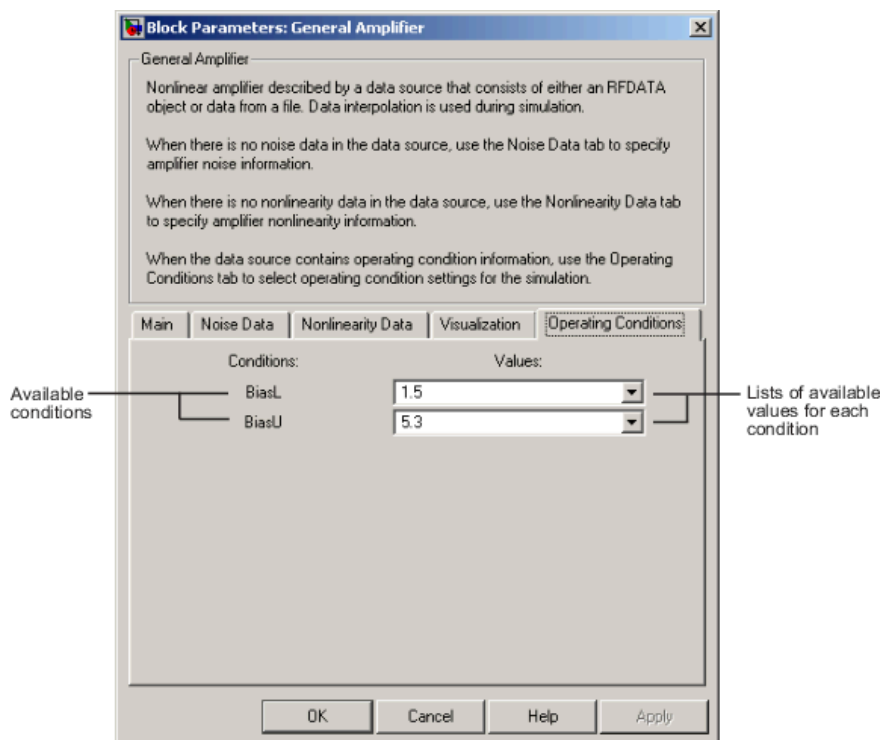 Block Parameters: General Amplifier
General Amplifier
Nonlinear amplifier described by a data source that consists of either an RFDATA
object or data from a file. Data interpolation is used during simulation.
When there is no noise data in the data source, use the Noise Data tab to specify
amplifier noise information.
When there is no nonlinearity data in the data source, use the Nonlinearity Data tab
to specify amplifier nonlinearity information.
When the data source contains operating condition information, use the Operating
Conditions tab to select operating condition settings for the simulation.
Main Noise Data Nonlinearity Data Visualization Operating Conditions
Conditions: Values:
BiasL 1.5
BiasU 5.3
Available
conditions
Lists of available
values for each
condition
OK Cancel Help Apply